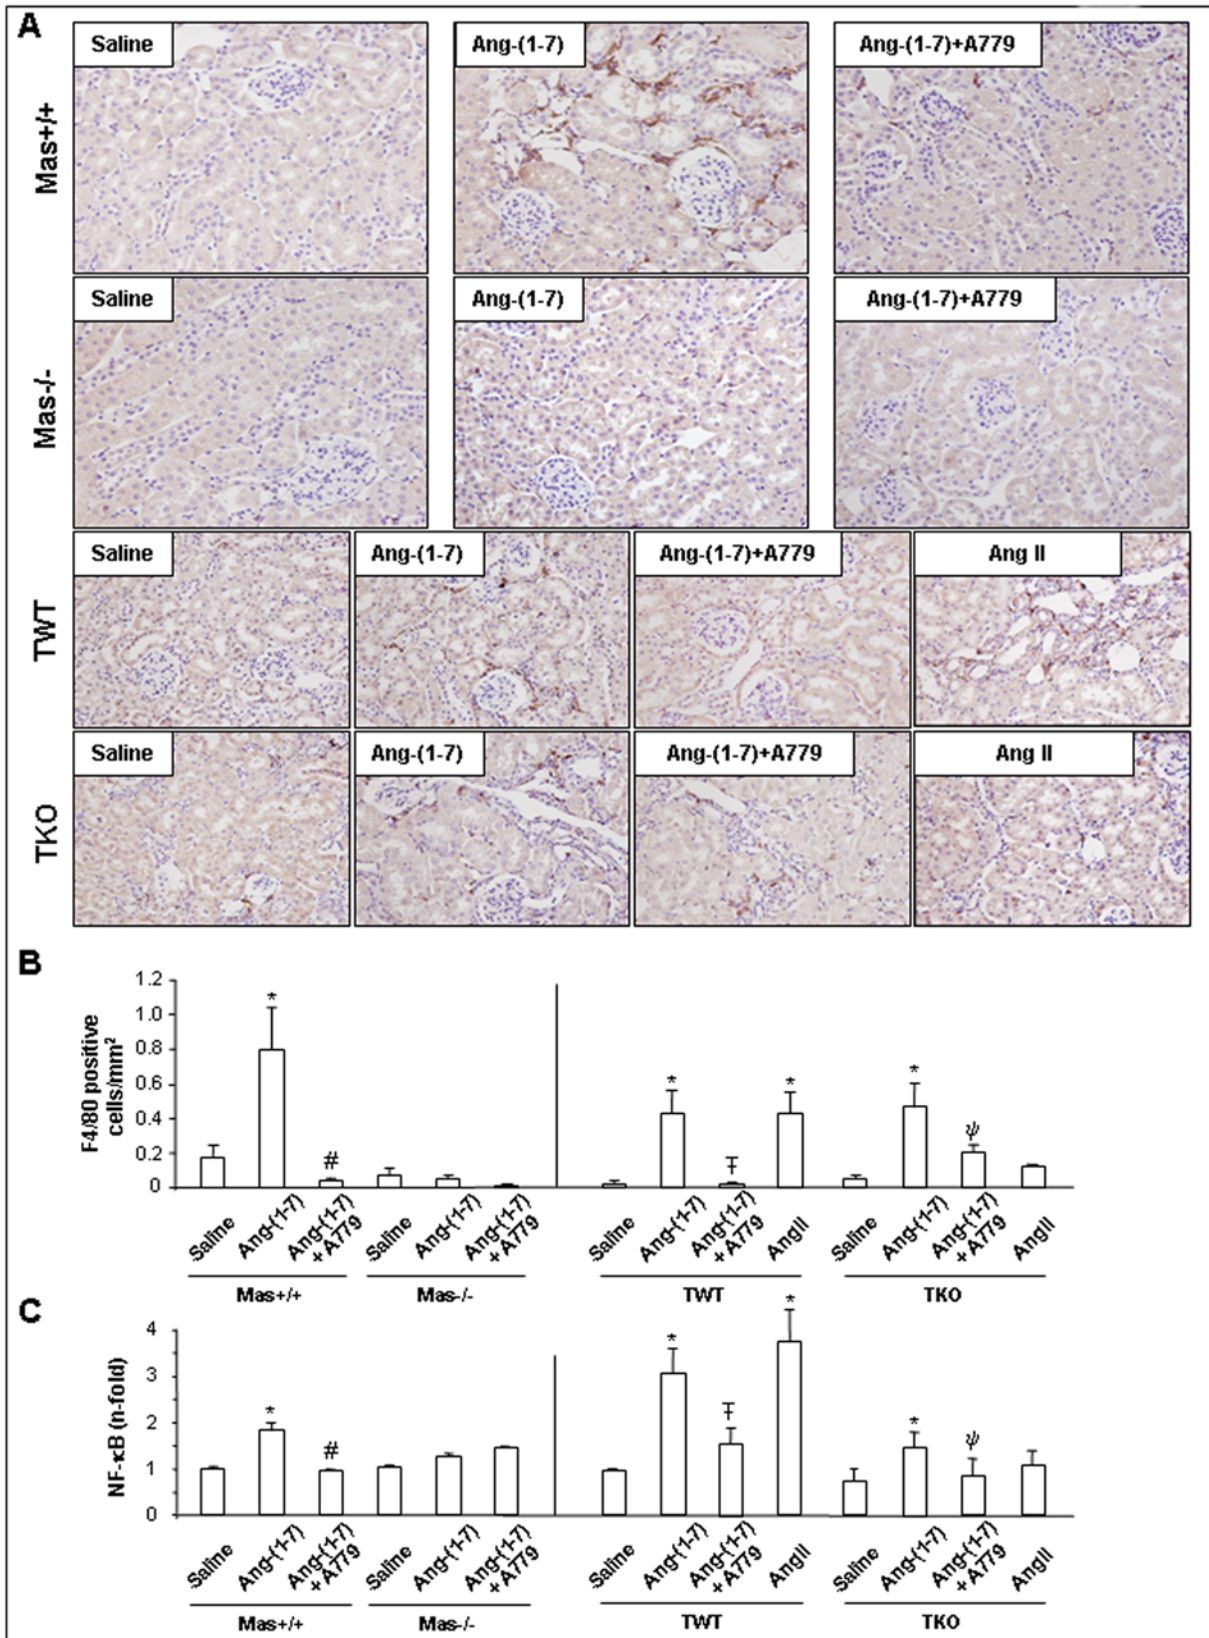 A
Saline
Ang-(1-7)
Ang-(1-7)+A779
Mas+/+
Saline
Ang-(1-7)
Ang-(1-7)+A779
Mas-/-
Saline
Ang-(1-7)
Ang-(1-7)+A779
Ang II
TWT
Saline
Ang-(1-7)
Ang-(1-7)+A779
Ang II
TKO
B
F4/80 positive
cells/mm²
1.2
1.0
0.8
0.6
0.4
0.2
0
*
#
*
‡
*
*
ψ
Saline
Ang-(1-7)
Ang-(1-7)
+A779
Saline
Ang-(1-7)
Ang-(1-7)
+A779
Saline
Ang-(1-7)
Ang-(1-7)
+A779
AngII
Saline
Ang-(1-7)
Ang-(1-7)
+A779
AngII
Mas+/+
Mas-/-
TWT
TKO
C
NF-κB (n-fold)
4
3
2
1
0
*
#
*
‡
*
*
ψ
Saline
Ang-(1-7)
Ang-(1-7)
+A779
Saline
Ang-(1-7)
Ang-(1-7)
+A779
Saline
Ang-(1-7)
Ang-(1-7)
+A779
AngII
Saline
Ang-(1-7)
Ang-(1-7)
+A779
AngII
Mas+/+
Mas-/-
TWT
TKO